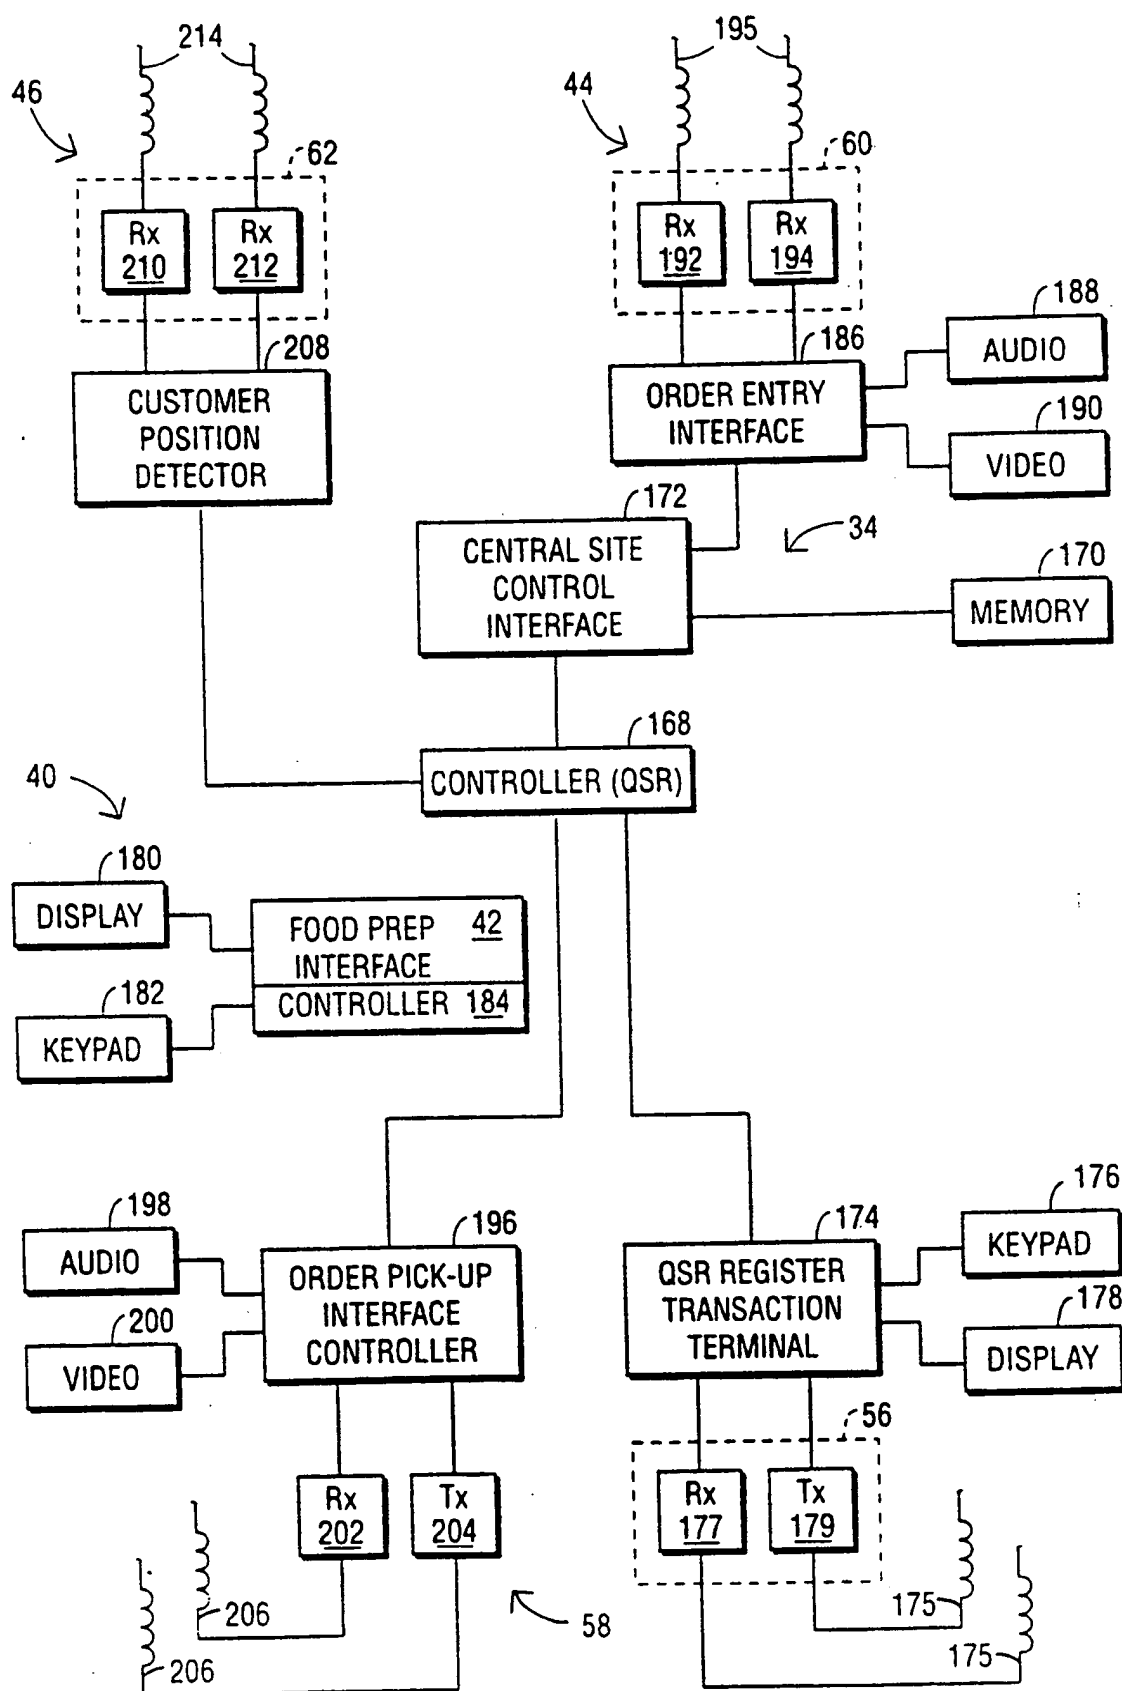 214
195
46
44
62
60
Rx
210
Rx
212
Rx
192
Rx
194
208
186
188
CUSTOMER
POSITION
DETECTOR
ORDER ENTRY
INTERFACE
AUDIO
190
VIDEO
172
34
CENTRAL SITE
CONTROL
INTERFACE
170
MEMORY
168
CONTROLLER (QSR)
40
180
DISPLAY
FOOD PREP 42
INTERFACE
CONTROLLER 184
182
KEYPAD
198
AUDIO
196
ORDER PICK-UP
INTERFACE
CONTROLLER
200
VIDEO
174
QSR REGISTER
TRANSACTION
TERMINAL
176
KEYPAD
178
DISPLAY
56
Rx
202
Tx
204
Rx
177
Tx
179
206
58
175
206
175